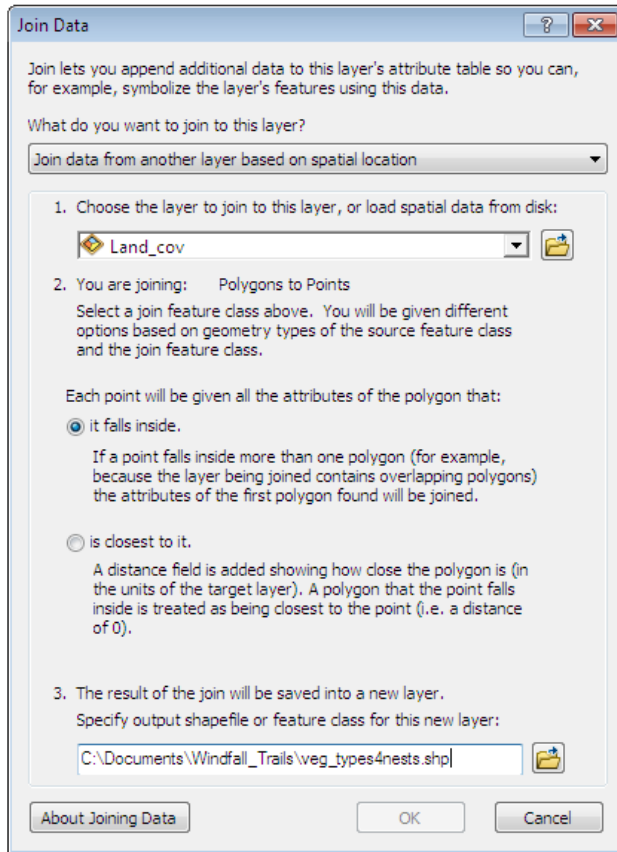 Join Data
Join lets you append additional data to this layer's attribute table so you can,
for example, symbolize the layer's features using this data.
What do you want to join to this layer?
Join data from another layer based on spatial location
1. Choose the layer to join to this layer, or load spatial data from disk:
Land_cov
2. You are joining: Polygons to Points
Select a join feature class above. You will be given different
options based on geometry types of the source feature class
and the join feature class.
Each point will be given all the attributes of the polygon that:
it falls inside.
If a point falls inside more than one polygon (for example,
because the layer being joined contains overlapping polygons)
the attributes of the first polygon found will be joined.
is closest to it.
A distance field is added showing how close the polygon is (in
the units of the target layer). A polygon that the point falls
inside is treated as being closest to the point (i.e. a distance
of 0).
3. The result of the join will be saved into a new layer.
Specify output shapefile or feature class for this new layer:
C:\Documents\Windfall_Trails\veg_types4nests.shp
About Joining Data
OK
Cancel